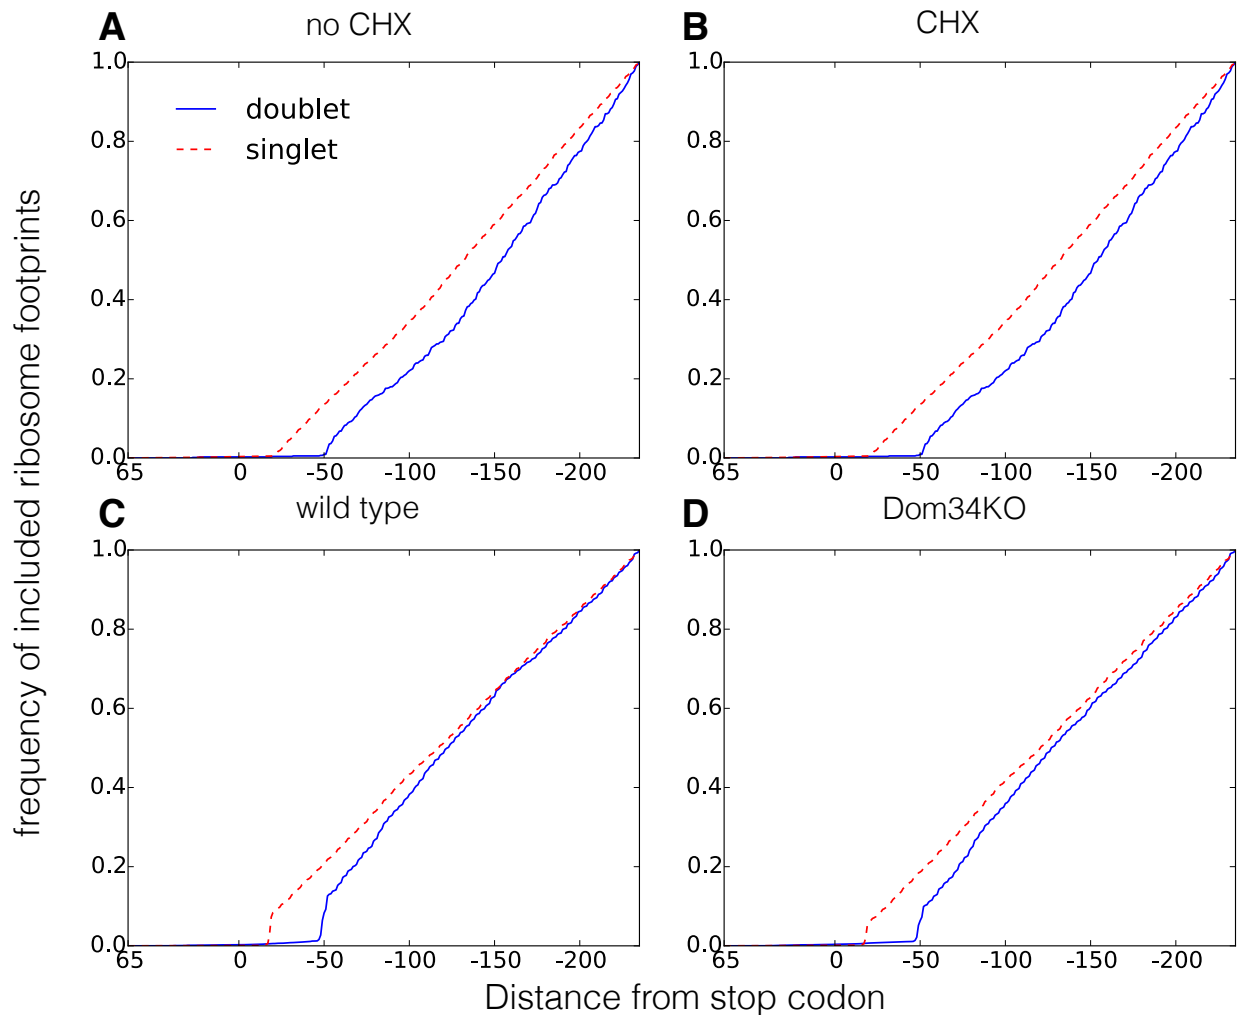 A no CHX
B CHX
1.0
0.8
0.6
0.4
0.2
0.0
doublet
singlet
65 0 -50 -100 -150 -200
1.0
0.8
0.6
0.4
0.2
0.0
65 0 -50 -100 -150 -200
C wild type
D Dom34KO
1.0
0.8
0.6
0.4
0.2
0.0
65 0 -50 -100 -150 -200
1.0
0.8
0.6
0.4
0.2
0.0
65 0 -50 -100 -150 -200
frequency of included ribosome footprints
Distance from stop codon